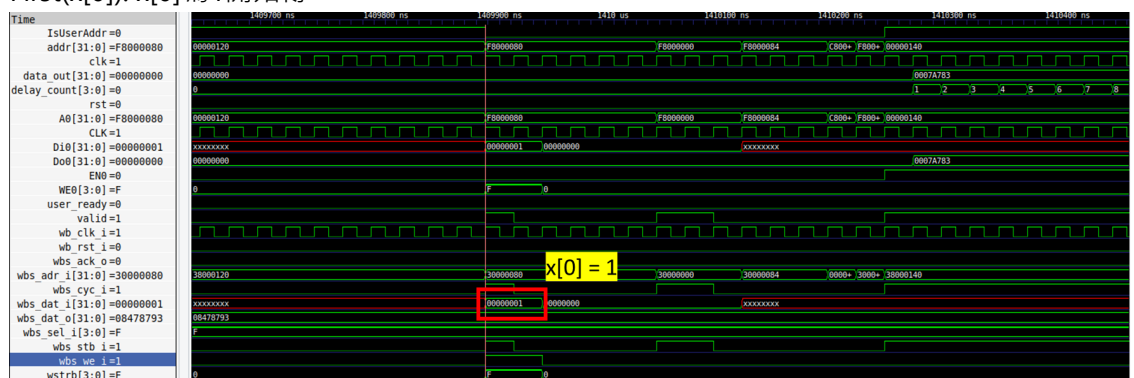 Time
1409700 ns 1409800 ns 1409900 ns 1410 us 1410100 ns 1410200 ns 1410300 ns 1410400 ns
IsUserAddr =0
addr[31:0] =F8000080 00000120 F8000080 F8000000 F8000084 C800+ F800+ 00000140
clk =1
data_out[31:0] =00000000 00000000 0007A783
delay_count[3:0] =0 0 1 2 3 4 5 6 7 8
rst =0
A0[31:0] =F8000080 00000120 F8000080 F8000000 F8000084 C800+ F800+ 00000140
CLK =1
Di0[31:0] =00000001 xxxxxxxx 00000001 00000000 xxxxxxxx
Do0[31:0] =00000000 00000000 0007A783
EN0 =0
WE0[3:0] =F 0 F 0
user_ready =0
valid =1
wb_clk_i =1
wb_rst_i =0
wbs_ack_o =0
x[0] = 1
wbs_adr_i[31:0] =30000080 38000120 30000080 30000000 30000084 0000+ 3000+ 38000140
wbs_cyc_i =1
wbs_dat_i[31:0] =00000001 xxxxxxxx 00000001 00000000 xxxxxxxx
wbs_dat_o[31:0] =08478793 08478793
wbs_sel_i[3:0] =F F
wbs_stb_i =1
wbs_we_i =1
wstrb[3:0] =F 0 F 0